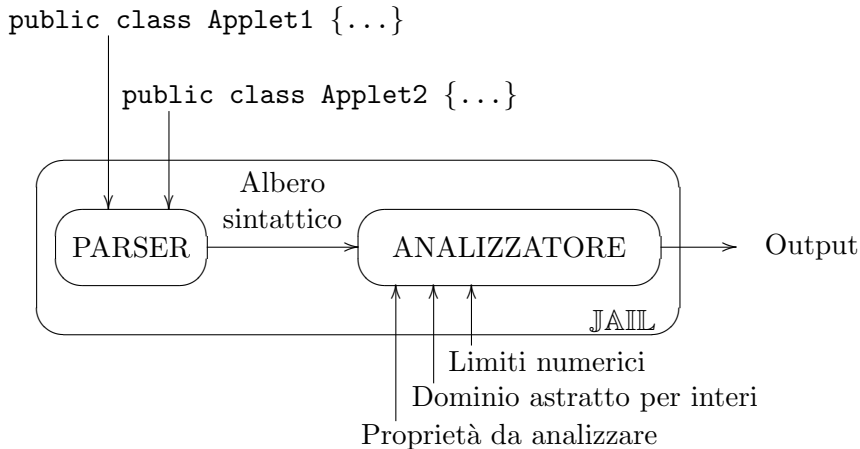 public class Applet1 {...}
public class Applet2 {...}
Albero
sintattico
PARSER
ANALIZZATORE
Output
𝕁𝔸𝕀𝕃
Limiti numerici
Dominio astratto per interi
Proprietà da analizzare